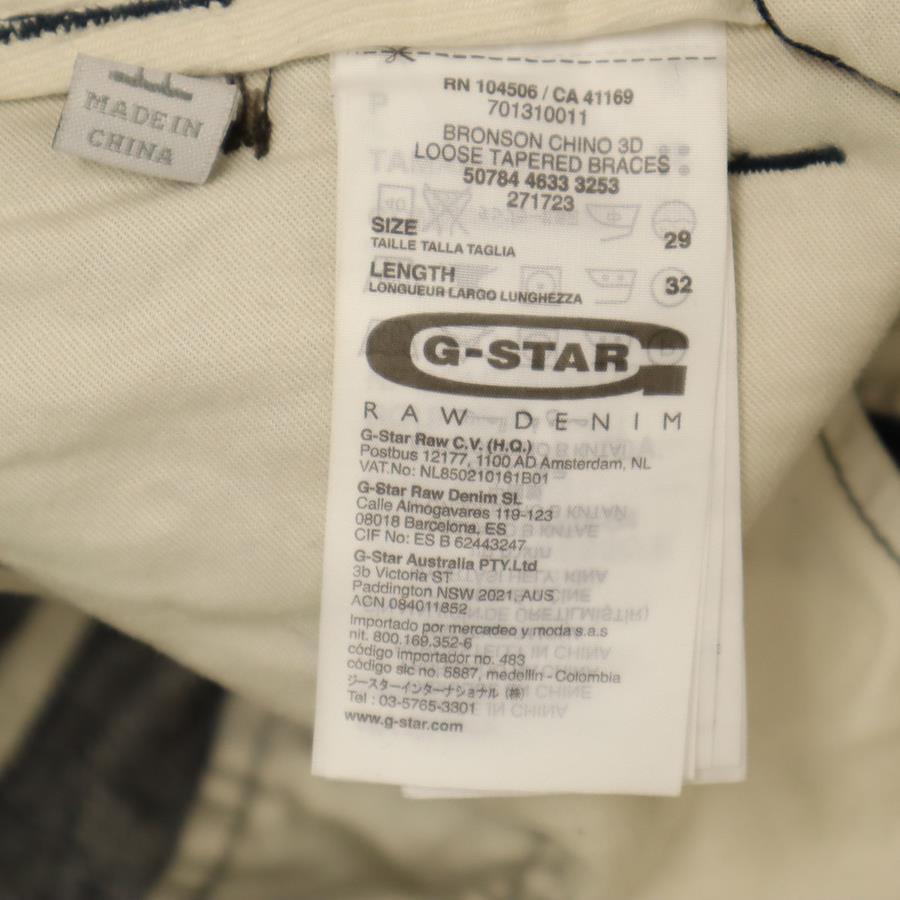 MADE IN
CHINA
RN 104506 / CA 41169
701310011
BRONSON CHINO 3D
LOOSE TAPERED BRACES
50784 4633 3253
271723
SIZE 29
TAILLE TALLA TAGLIA
LENGTH 32
LONGUEUR LARGO LUNGHEZZA
G-STAR
RAW DENIM
G-Star Raw C.V. (H.Q.)
Postbus 12177, 1100 AD Amsterdam, NL
VAT.No: NL850210161B01
G-Star Raw Denim SL
Calle Almogavares 119-123
08018 Barcelona, ES
CIF No: ES B 62443247
G-Star Australia PTY.Ltd
3b Victoria ST
Paddington NSW 2021, AUS
ACN 084011852
Importado por mercadeo y moda s.a.s
nit. 800.169.352-6
código importador no. 483
código sic no. 5887, medellin - Colombia
ジースターインターナショナル (株)
Tel : 03-5765-3301
www.g-star.com